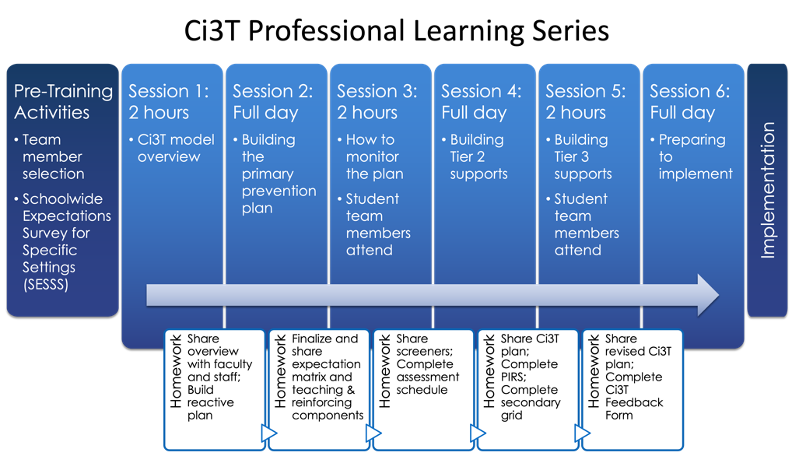 Ci3T Professional Learning Series
Pre-Training
Activities
• Team
member
selection
• Schoolwide
Expectations
Survey for
Specific
Settings
(SESSS)
Session 1:
2 hours
• Ci3T model
overview
Session 2:
Full day
• Building
the
primary
prevention
plan
Session 3:
2 hours
• How to
monitor
the plan
• Student
team
members
attend
Session 4:
Full day
• Building
Tier 2
supports
Session 5:
2 hours
• Building
Tier 3
supports
• Student
team
members
attend
Session 6:
Full day
• Preparing
to
implement
Implementation
Homework
Share
overview
with faculty
and staff;
Build
reactive
plan
Homework
Finalize and
share
expectation
matrix and
teaching &
reinforcing
components
Homework
Share
screeners;
Complete
assessment
schedule
Homework
Share Ci3T
plan;
Complete
PIRS;
Complete
secondary
grid
Homework
Share
revised Ci3T
plan;
Complete
Ci3T
Feedback
Form